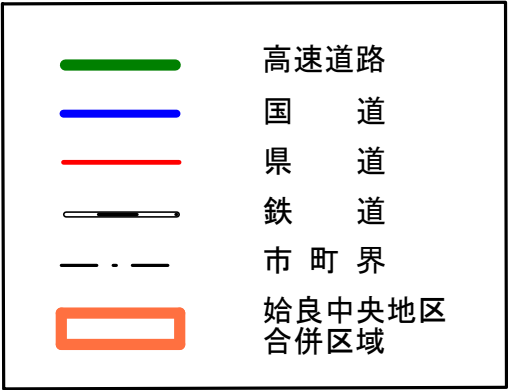 高速道路
国　　道
県　　道
鉄　　道
市 町 界
姶良中央地区
合併区域